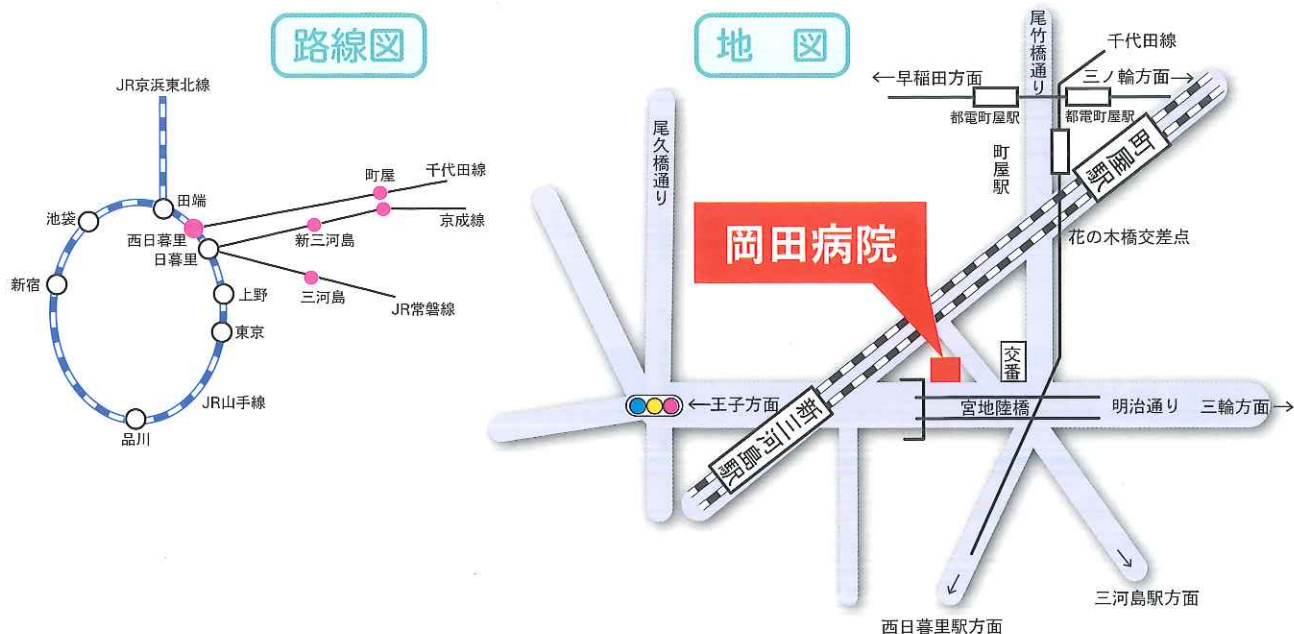 路線図
JR京浜東北線
田端
池袋
西日暮里
日暮里
新宿
上野
東京
JR山手線
品川
町屋
千代田線
新三河島
京成線
三河島
JR常磐線
地 図
尾竹橋通り
千代田線
←早稲田方面
三ノ輪方面→
都電町屋駅
都電町屋駅
尾久橋通り
町屋駅
町屋駅
岡田病院
花の木橋交差点
交番
←王子方面
宮地陸橋
明治通り
三輪方面→
新三河島駅
三河島駅方面
西日暮里駅方面